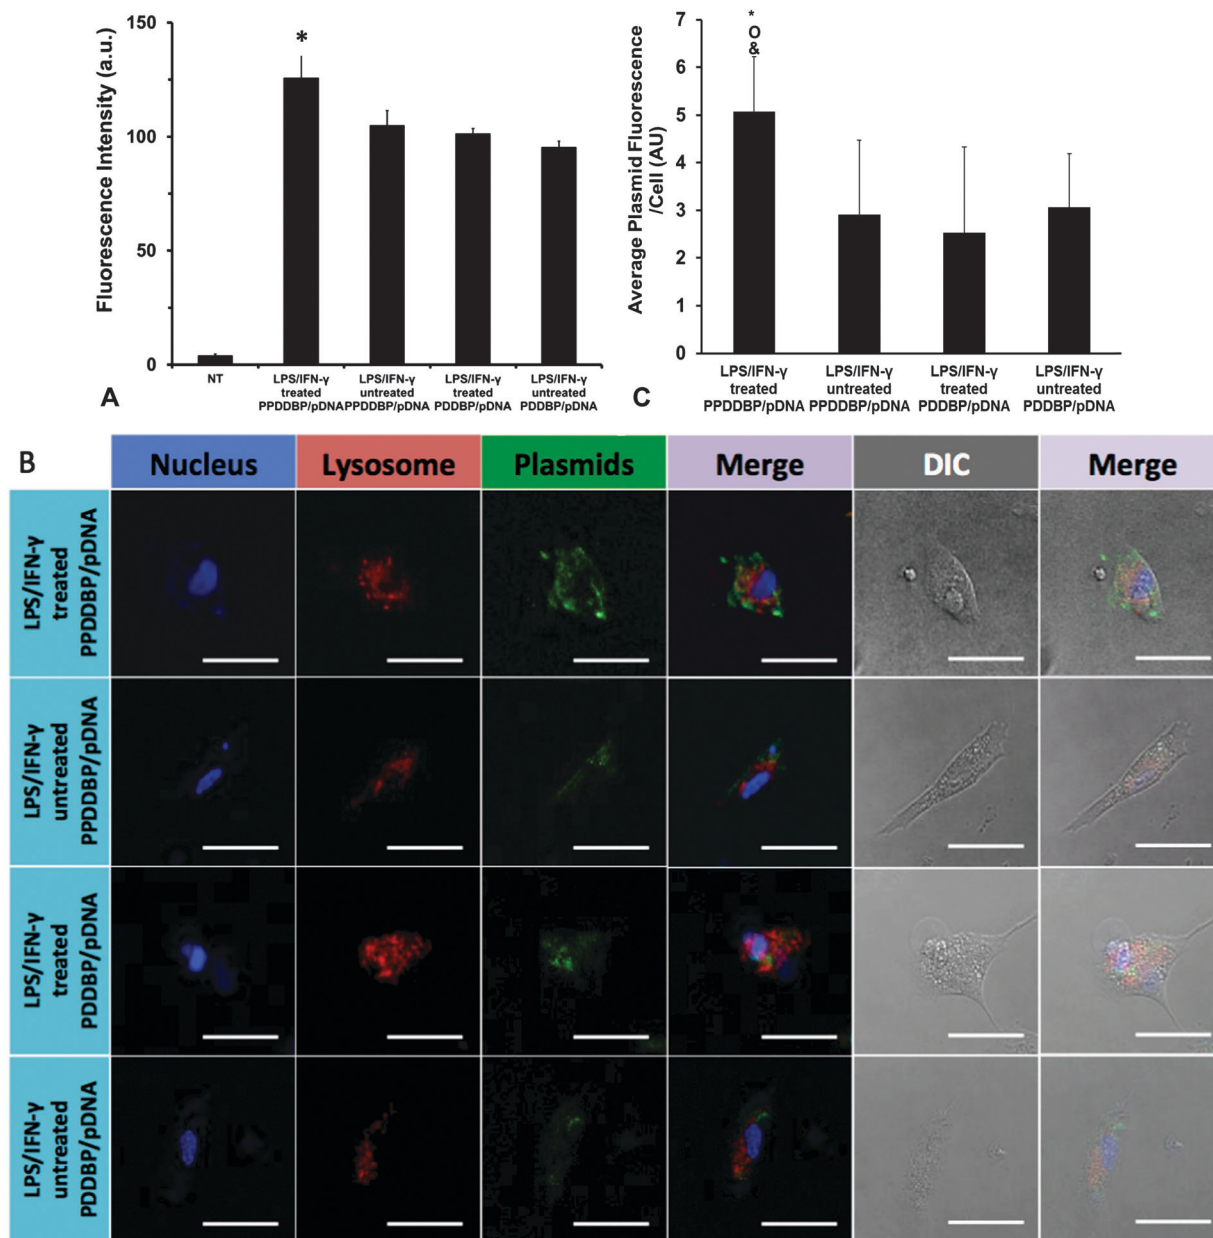 Fluorescence Intensity (a.u.)
150
125
100
50
0
*
NT
LPS/IFN-γ
treated
PPDDBP/pDNA
LPS/IFN-γ
untreated
PPDDBP/pDNA
LPS/IFN-γ
treated
PDDBP/pDNA
LPS/IFN-γ
untreated
PDDBP/pDNA
A
Average Plasmid Fluorescence
/Cell (AU)
7
6
5
4
3
2
1
0
*
O
&
LPS/IFN-γ
treated
PPDDBP/pDNA
LPS/IFN-γ
untreated
PPDDBP/pDNA
LPS/IFN-γ
treated
PDDBP/pDNA
LPS/IFN-γ
untreated
PDDBP/pDNA
C
B
Nucleus
Lysosome
Plasmids
Merge
DIC
Merge
LPS/IFN-γ
treated
PPDDBP/pDNA
LPS/IFN-γ
untreated
PPDDBP/pDNA
LPS/IFN-γ
treated
PDDBP/pDNA
LPS/IFN-γ
untreated
PDDBP/pDNA